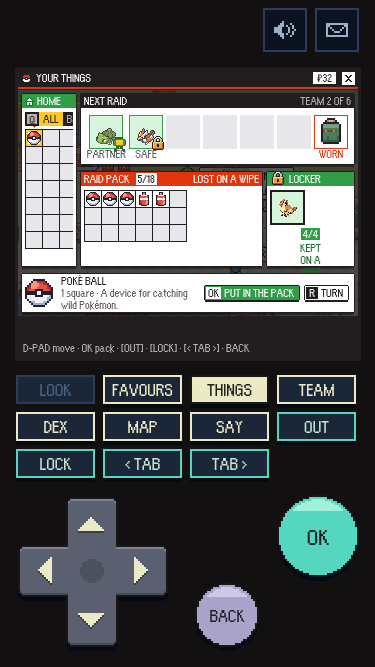 YOUR THINGS
₽32
X
HOME
NEXT RAID
TEAM 2 OF 6
ALL
PARTNER
SAFE
WORN
RAID PACK
5/18
LOST ON A WIPE
LOCKER
4/4
KEPT
ON A
POKÉ BALL
1 square · A device for catching
wild Pokémon.
OK PUT IN THE PACK
R TURN
D-PAD move · OK pack · [OUT] · [LOCK] · [< TAB >] · BACK
LOOK
FAVOURS
THINGS
TEAM
DEX
MAP
SAY
OUT
LOCK
< TAB
TAB >
OK
BACK